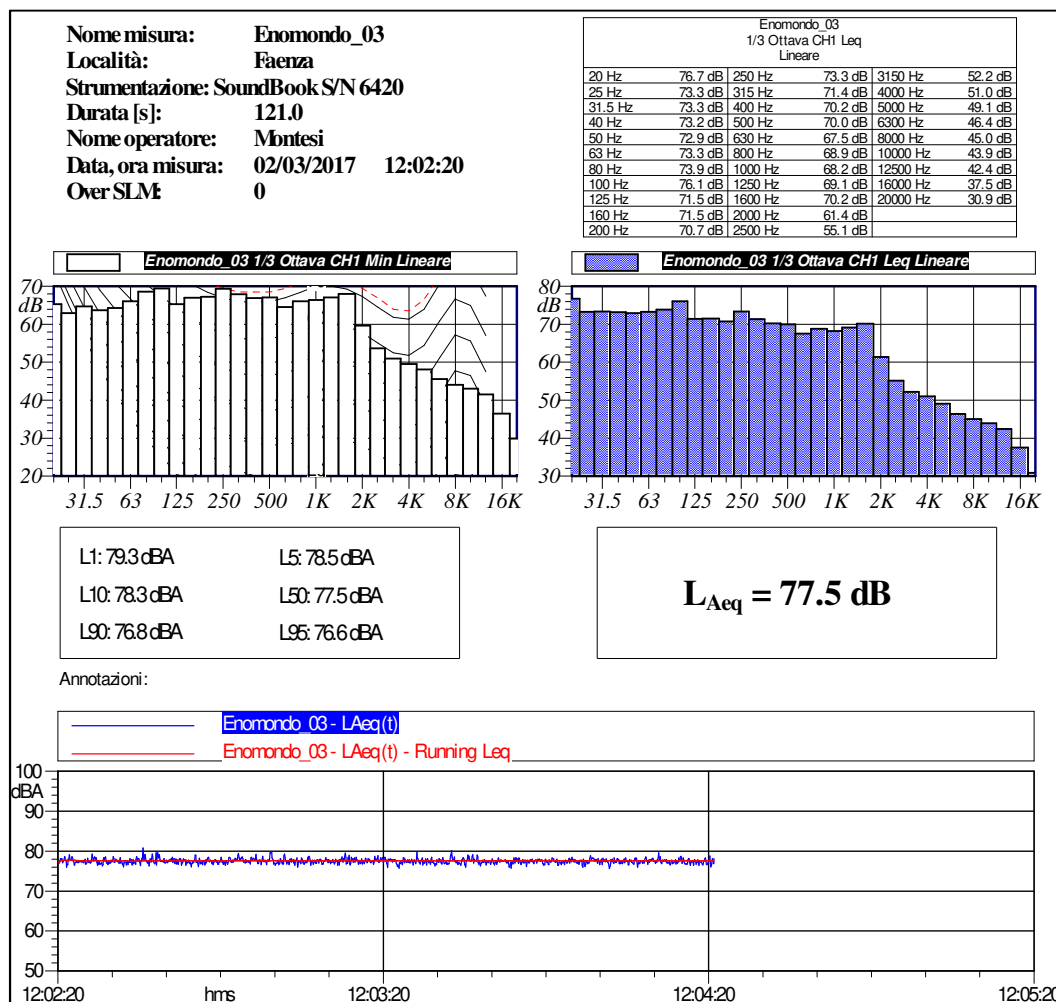 Nome misura: Enomondo_03
Località: Faenza
Strumentazione: SoundBook S/N 6420
Durata [s]: 121.0
Nome operatore: Montesi
Data, ora misura: 02/03/2017 12:02:20
Over SLM: 0
Enomondo_03
1/3 Ottava CH1 Leq
Lineare
20 Hz 76.7 dB 250 Hz 73.3 dB 3150 Hz 52.2 dB
25 Hz 73.3 dB 315 Hz 71.4 dB 4000 Hz 51.0 dB
31.5 Hz 73.3 dB 400 Hz 70.2 dB 5000 Hz 49.1 dB
40 Hz 73.2 dB 500 Hz 70.0 dB 6300 Hz 46.4 dB
50 Hz 72.9 dB 630 Hz 67.5 dB 8000 Hz 45.0 dB
63 Hz 73.3 dB 800 Hz 68.9 dB 10000 Hz 43.9 dB
80 Hz 73.9 dB 1000 Hz 68.2 dB 12500 Hz 42.4 dB
100 Hz 76.1 dB 1250 Hz 69.1 dB 16000 Hz 37.5 dB
125 Hz 71.5 dB 1600 Hz 70.2 dB 20000 Hz 30.9 dB
160 Hz 71.5 dB 2000 Hz 61.4 dB
200 Hz 70.7 dB 2500 Hz 55.1 dB
Enomondo_03 1/3 Ottava CH1 Min Lineare
70
dB
60
50
40
30
20
31.5 63 125 250 500 1K 2K 4K 8K 16K
Enomondo_03 1/3 Ottava CH1 Leq Lineare
80
dB
70
60
50
40
30
31.5 63 125 250 500 1K 2K 4K 8K 16K
L1: 79.3 dBA L5: 78.5 dBA
L10: 78.3 dBA L50: 77.5 dBA
L90: 76.8 dBA L95: 76.6 dBA
LAeq = 77.5 dB
Annotazioni:
Enomondo_03 - LAeq(t)
Enomondo_03 - LAeq(t) - Running Leq
100
dBA
90
80
70
60
50
12:02:20 hms 12:03:20 12:04:20 12:05:20